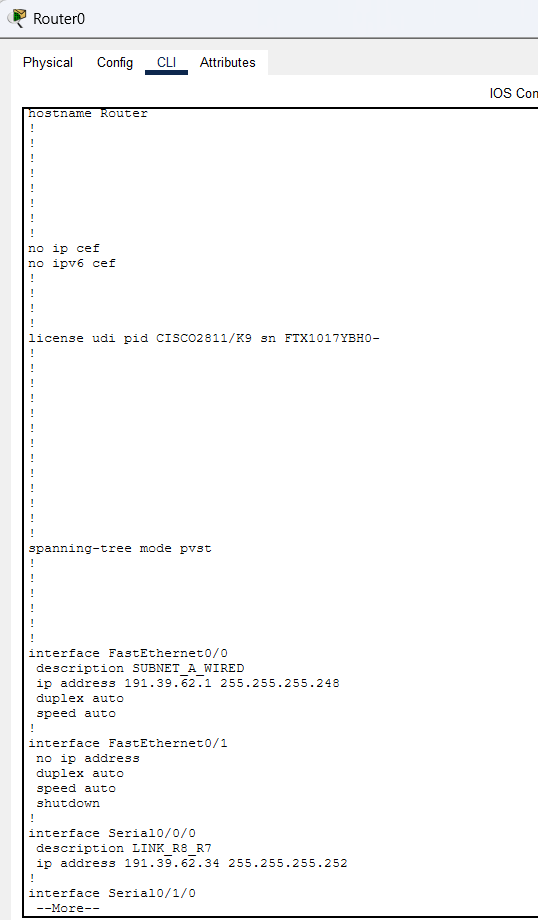 Router0
Physical Config CLI Attributes
IOS Com
hostname Router
!
!
!
!
!
!
!
!
no ip cef
no ipv6 cef
!
!
!
!
license udi pid CISCO2811/K9 sn FTX1017YBH0-
!
!
!
!
!
!
!
!
!
!
!
!
!
spanning-tree mode pvst
!
!
!
!
!
!
interface FastEthernet0/0
 description SUBNET_A_WIRED
 ip address 191.39.62.1 255.255.255.248
 duplex auto
 speed auto
!
interface FastEthernet0/1
 no ip address
 duplex auto
 speed auto
 shutdown
!
interface Serial0/0/0
 description LINK_R8_R7
 ip address 191.39.62.34 255.255.255.252
!
interface Serial0/1/0
 --More--